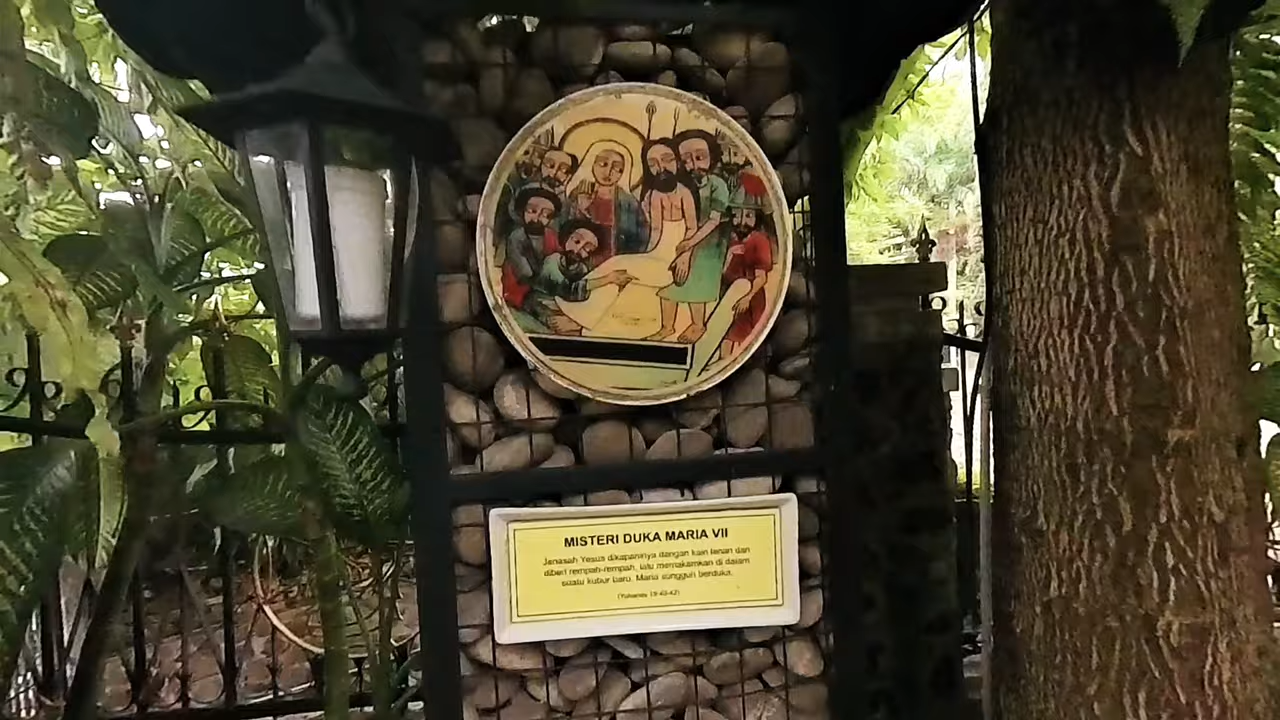 MISTERI DUKA MARIA VII
Jenasah Yesus dikapaninya dengan kain lenan dan
diberi rempah-rempah, lalu memakamkan di dalam
suatu kubur baru. Maria sungguh berduka.
(Yohanes 19:40-42)